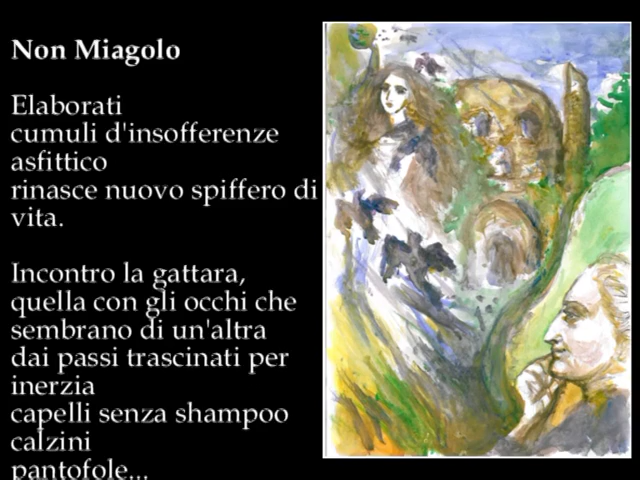 Non Miagolo
Elaborati
cumuli d'insofferenze
asfittico
rinasce nuovo spiffero di
vita.
Incontro la gattara,
quella con gli occhi che
sembrano di un'altra
dai passi trascinati per
inerzia
capelli senza shampoo
calzini
pantofole...